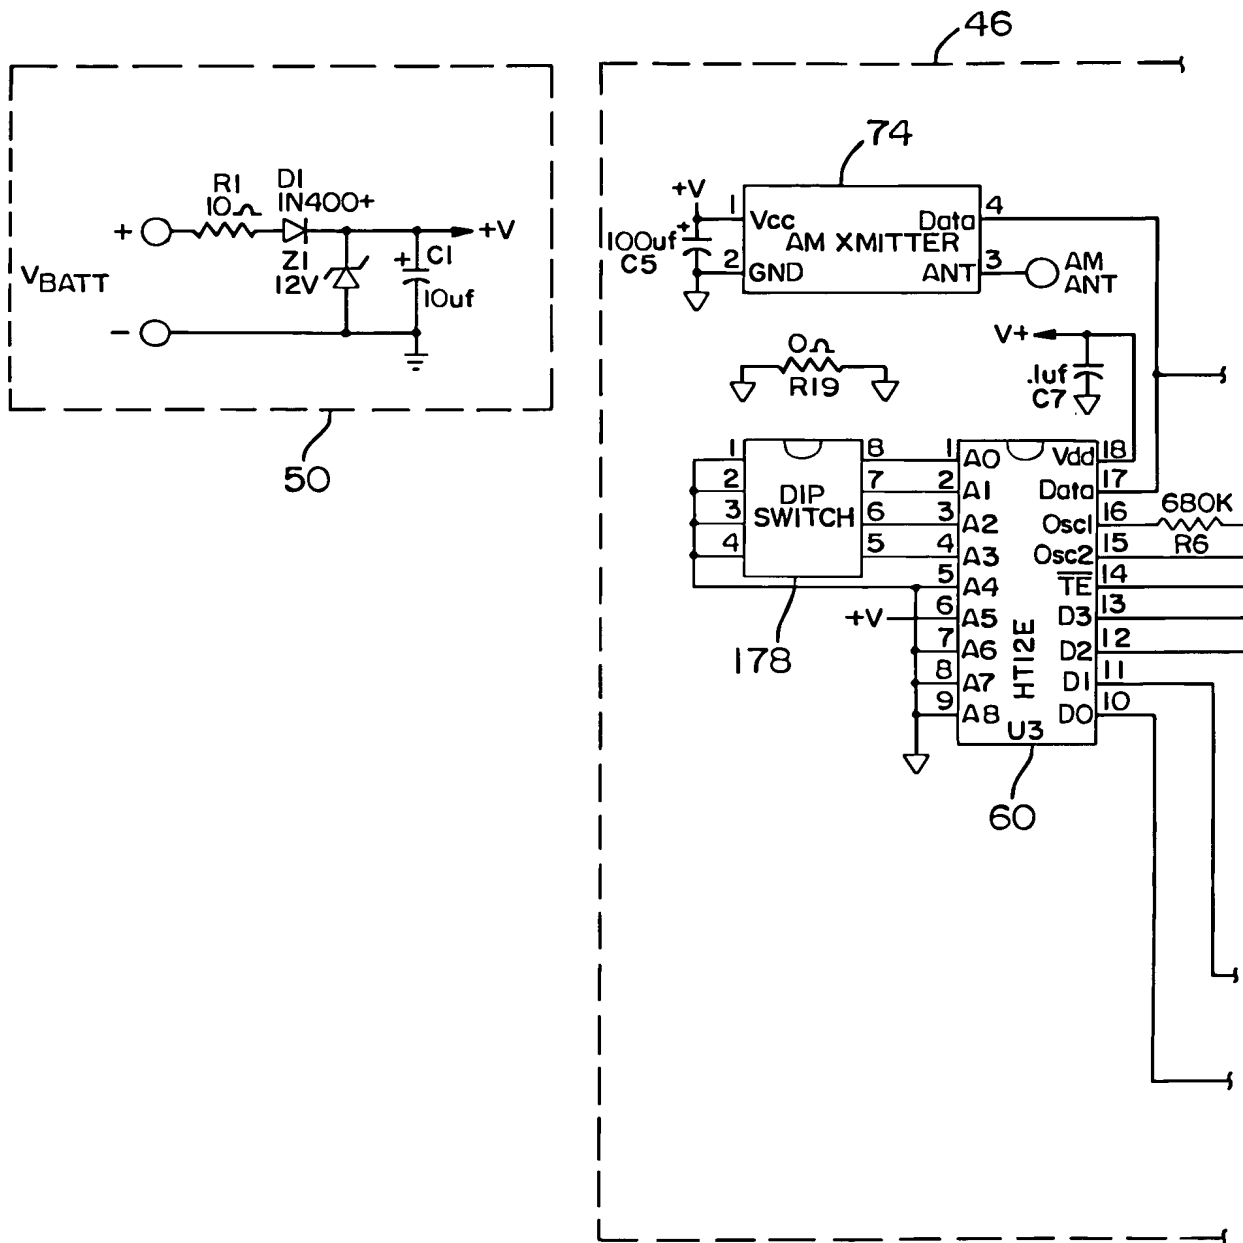 46
74
R1
10Ω
D1
1N400+
+
+V
VBATT
Z1
12V
+
C1
10uf
-
50
+V
1
Vcc
Data
4
100uf
+
C5
AM XMITTER
2
GND
ANT
3
AM
ANT
0Ω
R19
V+
.1uf
C7
1
8
1
A0
Vdd
18
2
DIP
7
2
A1
Data
17
3
SWITCH
6
3
A2
Osc1
16
680K
4
5
4
A3
Osc2
15
R6
5
A4
TE
14
+V
6
A5
D3
13
7
A6
D2
12
8
A7
D1
11
9
A8
D0
10
HT12E
U3
178
60